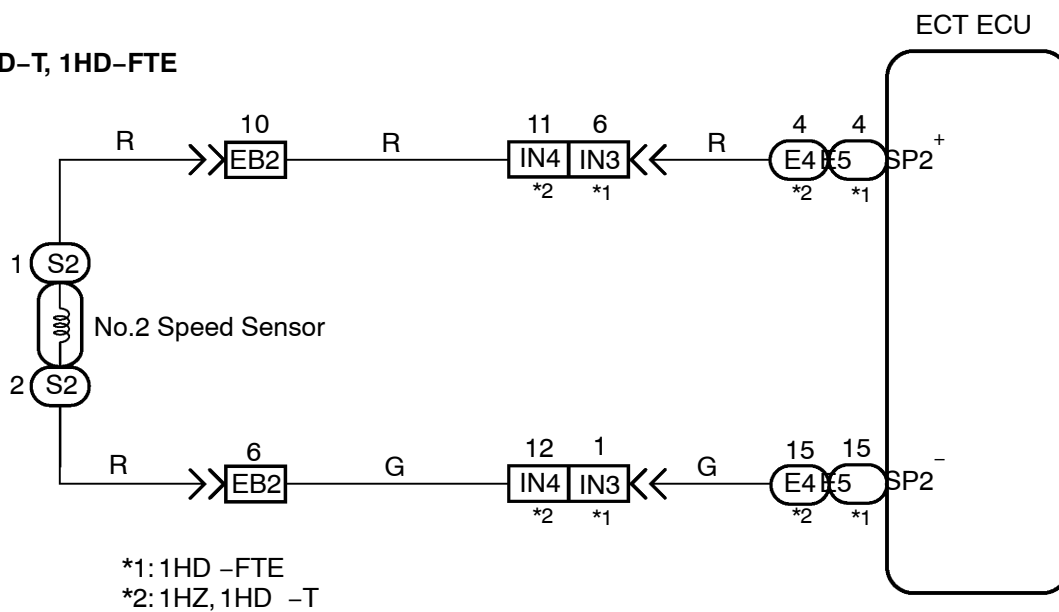 ECT ECU
D–T, 1HD–FTE
10 11 6 4 4
R R R
EB2 IN4 IN3 E4 E5 SP2+
*2 *1 *2 *1
1 S2
No.2 Speed Sensor
2 S2
6 12 1 15 15
R G G
EB2 IN4 IN3 E4 E5 SP2–
*2 *1 *2 *1
*1: 1HD –FTE
*2: 1HZ, 1HD –T